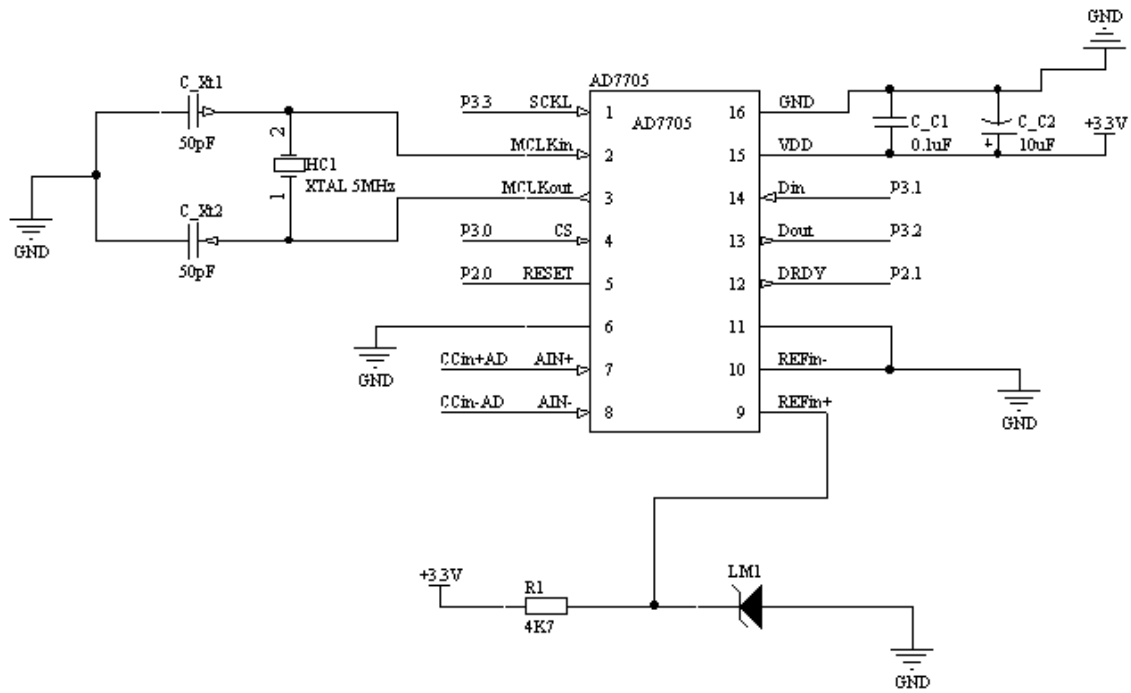 GND
C_Xt1
50pF
2
HC1
XTAL 5MHz
1
C_Xt2
50pF
GND
AD7705
AD7705
P3.3 SCKL 1
MCLKin 2
MCLKout 3
P3.0 CS 4
P2.0 RESET 5
6
GND
CCin+AD AIN+ 7
CCin-AD AIN- 8
16 GND
C_C1
0.1uF
C_C2
+ 10uF
+3.3V
15 VDD
14 Din P3.1
13 Dout P3.2
12 DRDY P2.1
11
10 REFin-
GND
9 REFin+
+3.3V
R1
4K7
LM1
GND